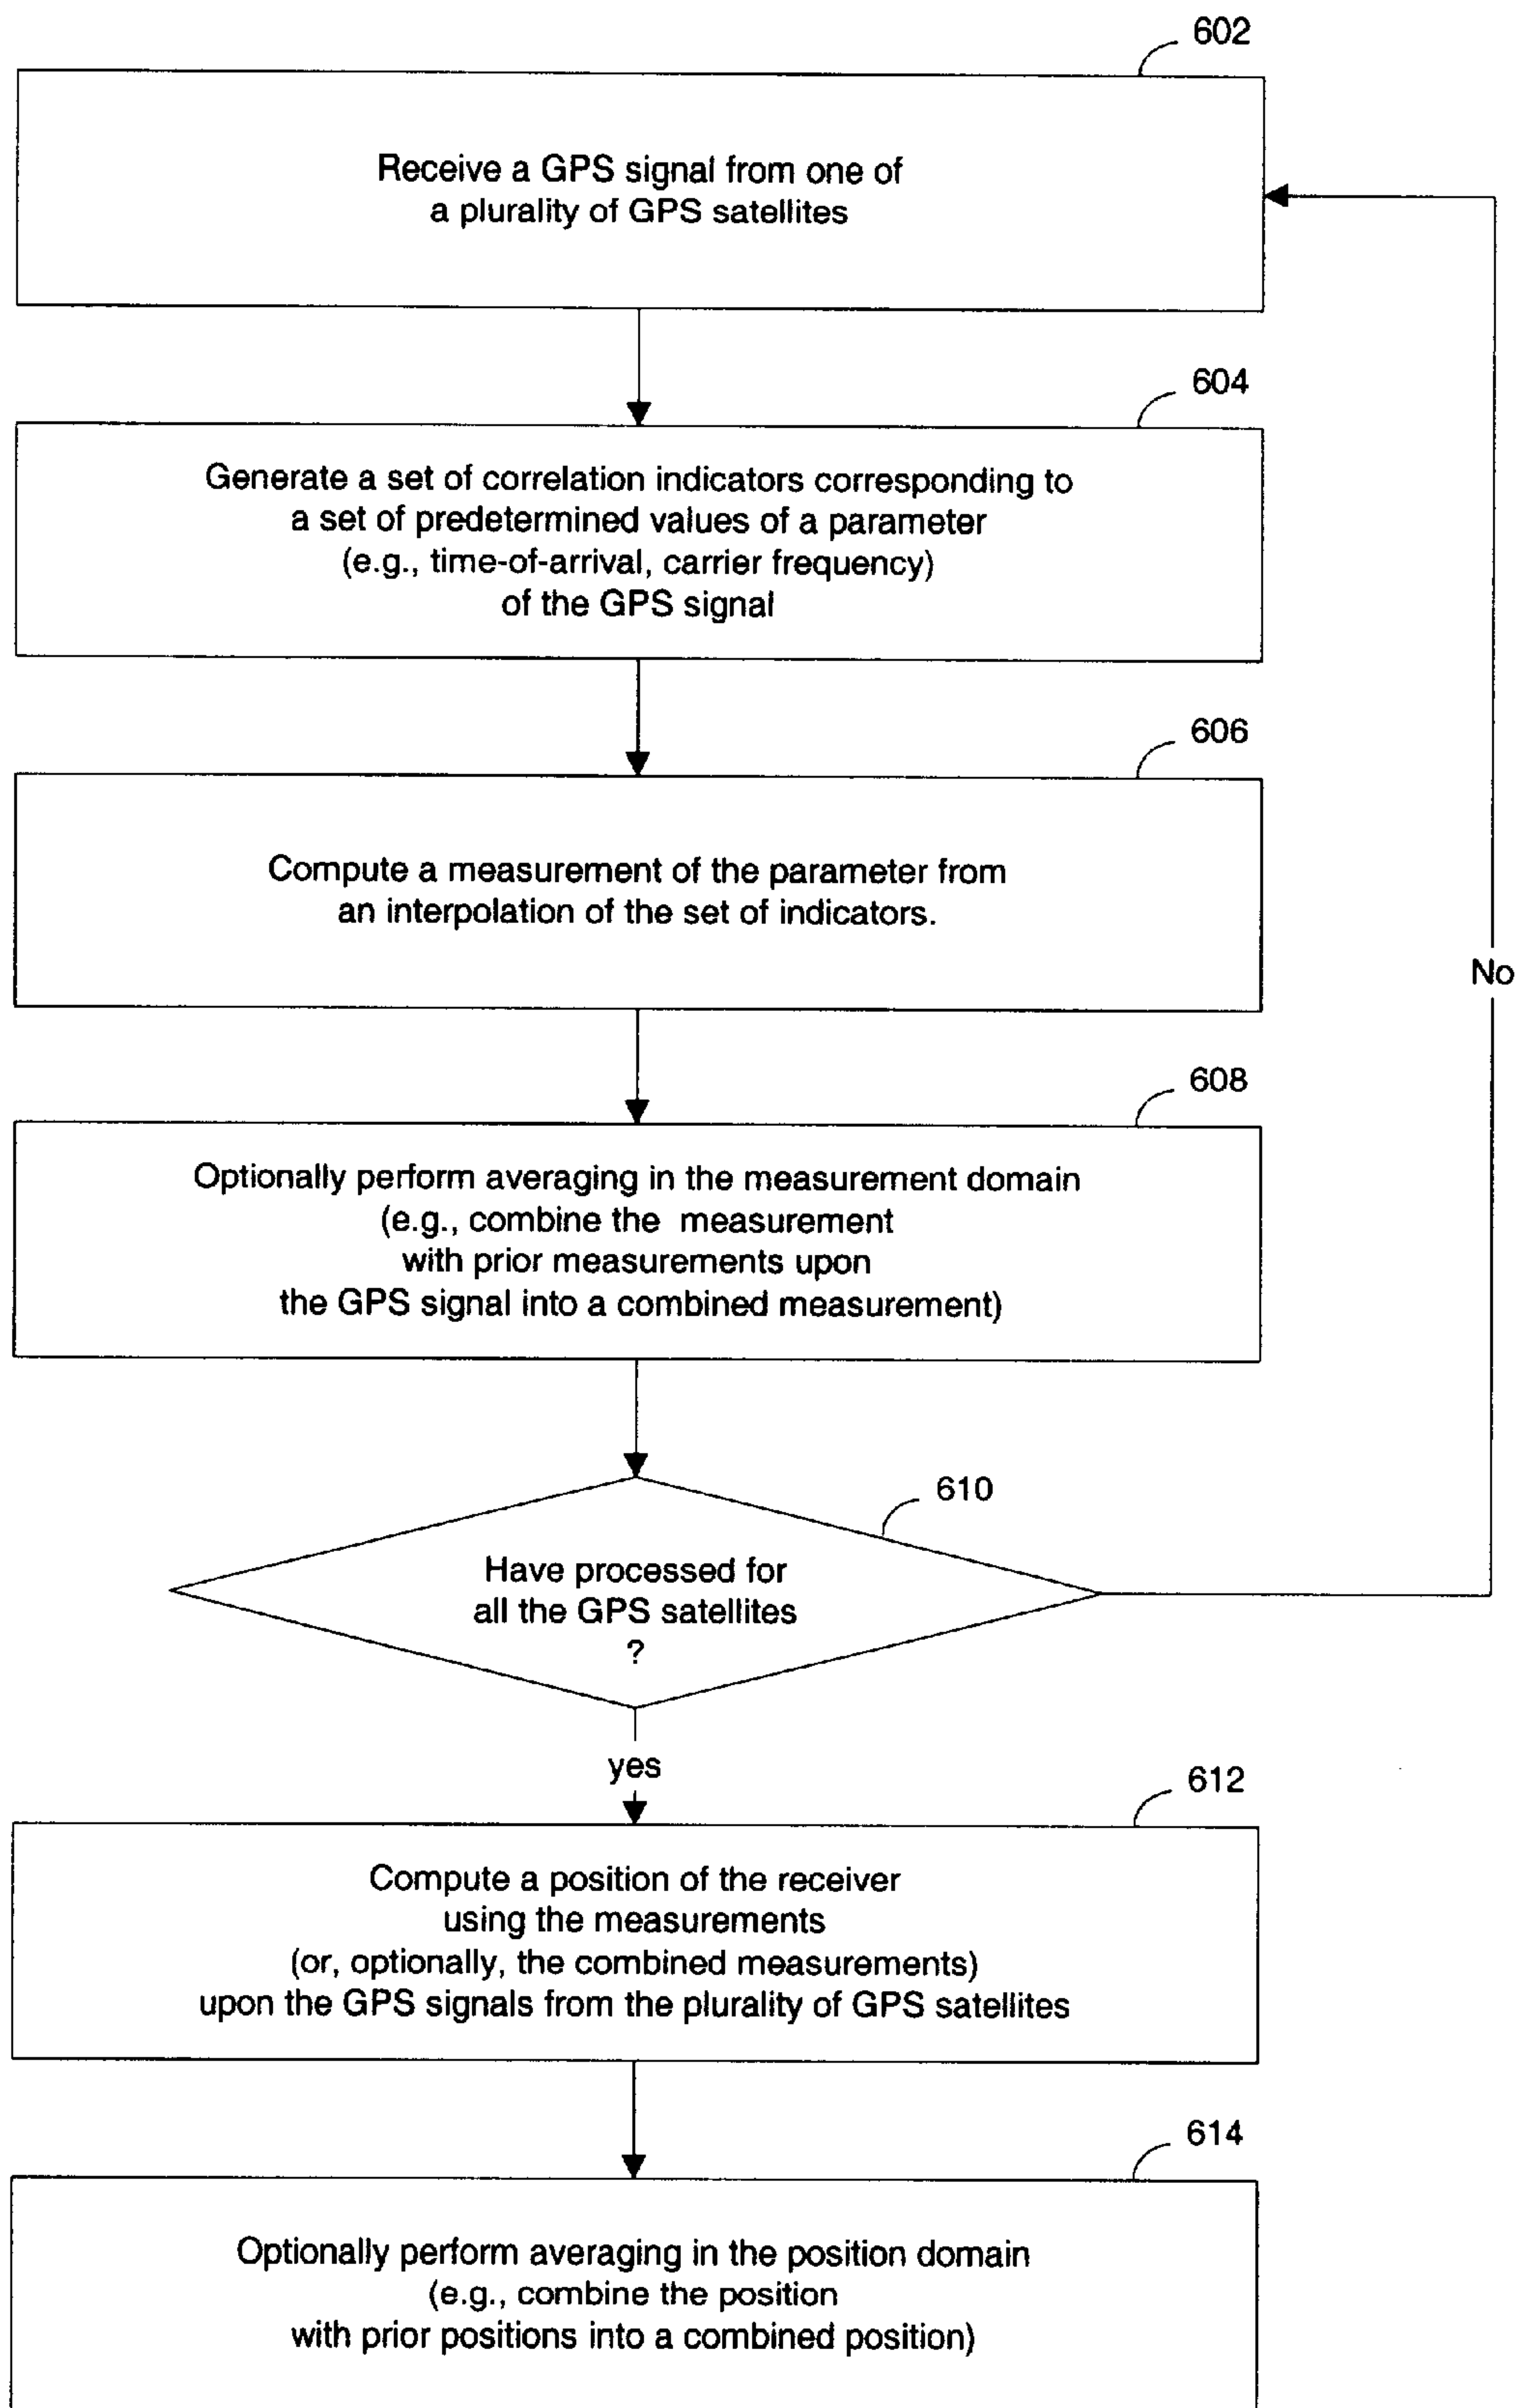 602
Receive a GPS signal from one of
a plurality of GPS satellites
604
Generate a set of correlation indicators corresponding to
a set of predetermined values of a parameter
(e.g., time-of-arrival, carrier frequency)
of the GPS signal
606
Compute a measurement of the parameter from
an interpolation of the set of indicators.
No
608
Optionally perform averaging in the measurement domain
(e.g., combine the measurement
with prior measurements upon
the GPS signal into a combined measurement)
610
Have processed for
all the GPS satellites
?
yes
612
Compute a position of the receiver
using the measurements
(or, optionally, the combined measurements)
upon the GPS signals from the plurality of GPS satellites
614
Optionally perform averaging in the position domain
(e.g., combine the position
with prior positions into a combined position)